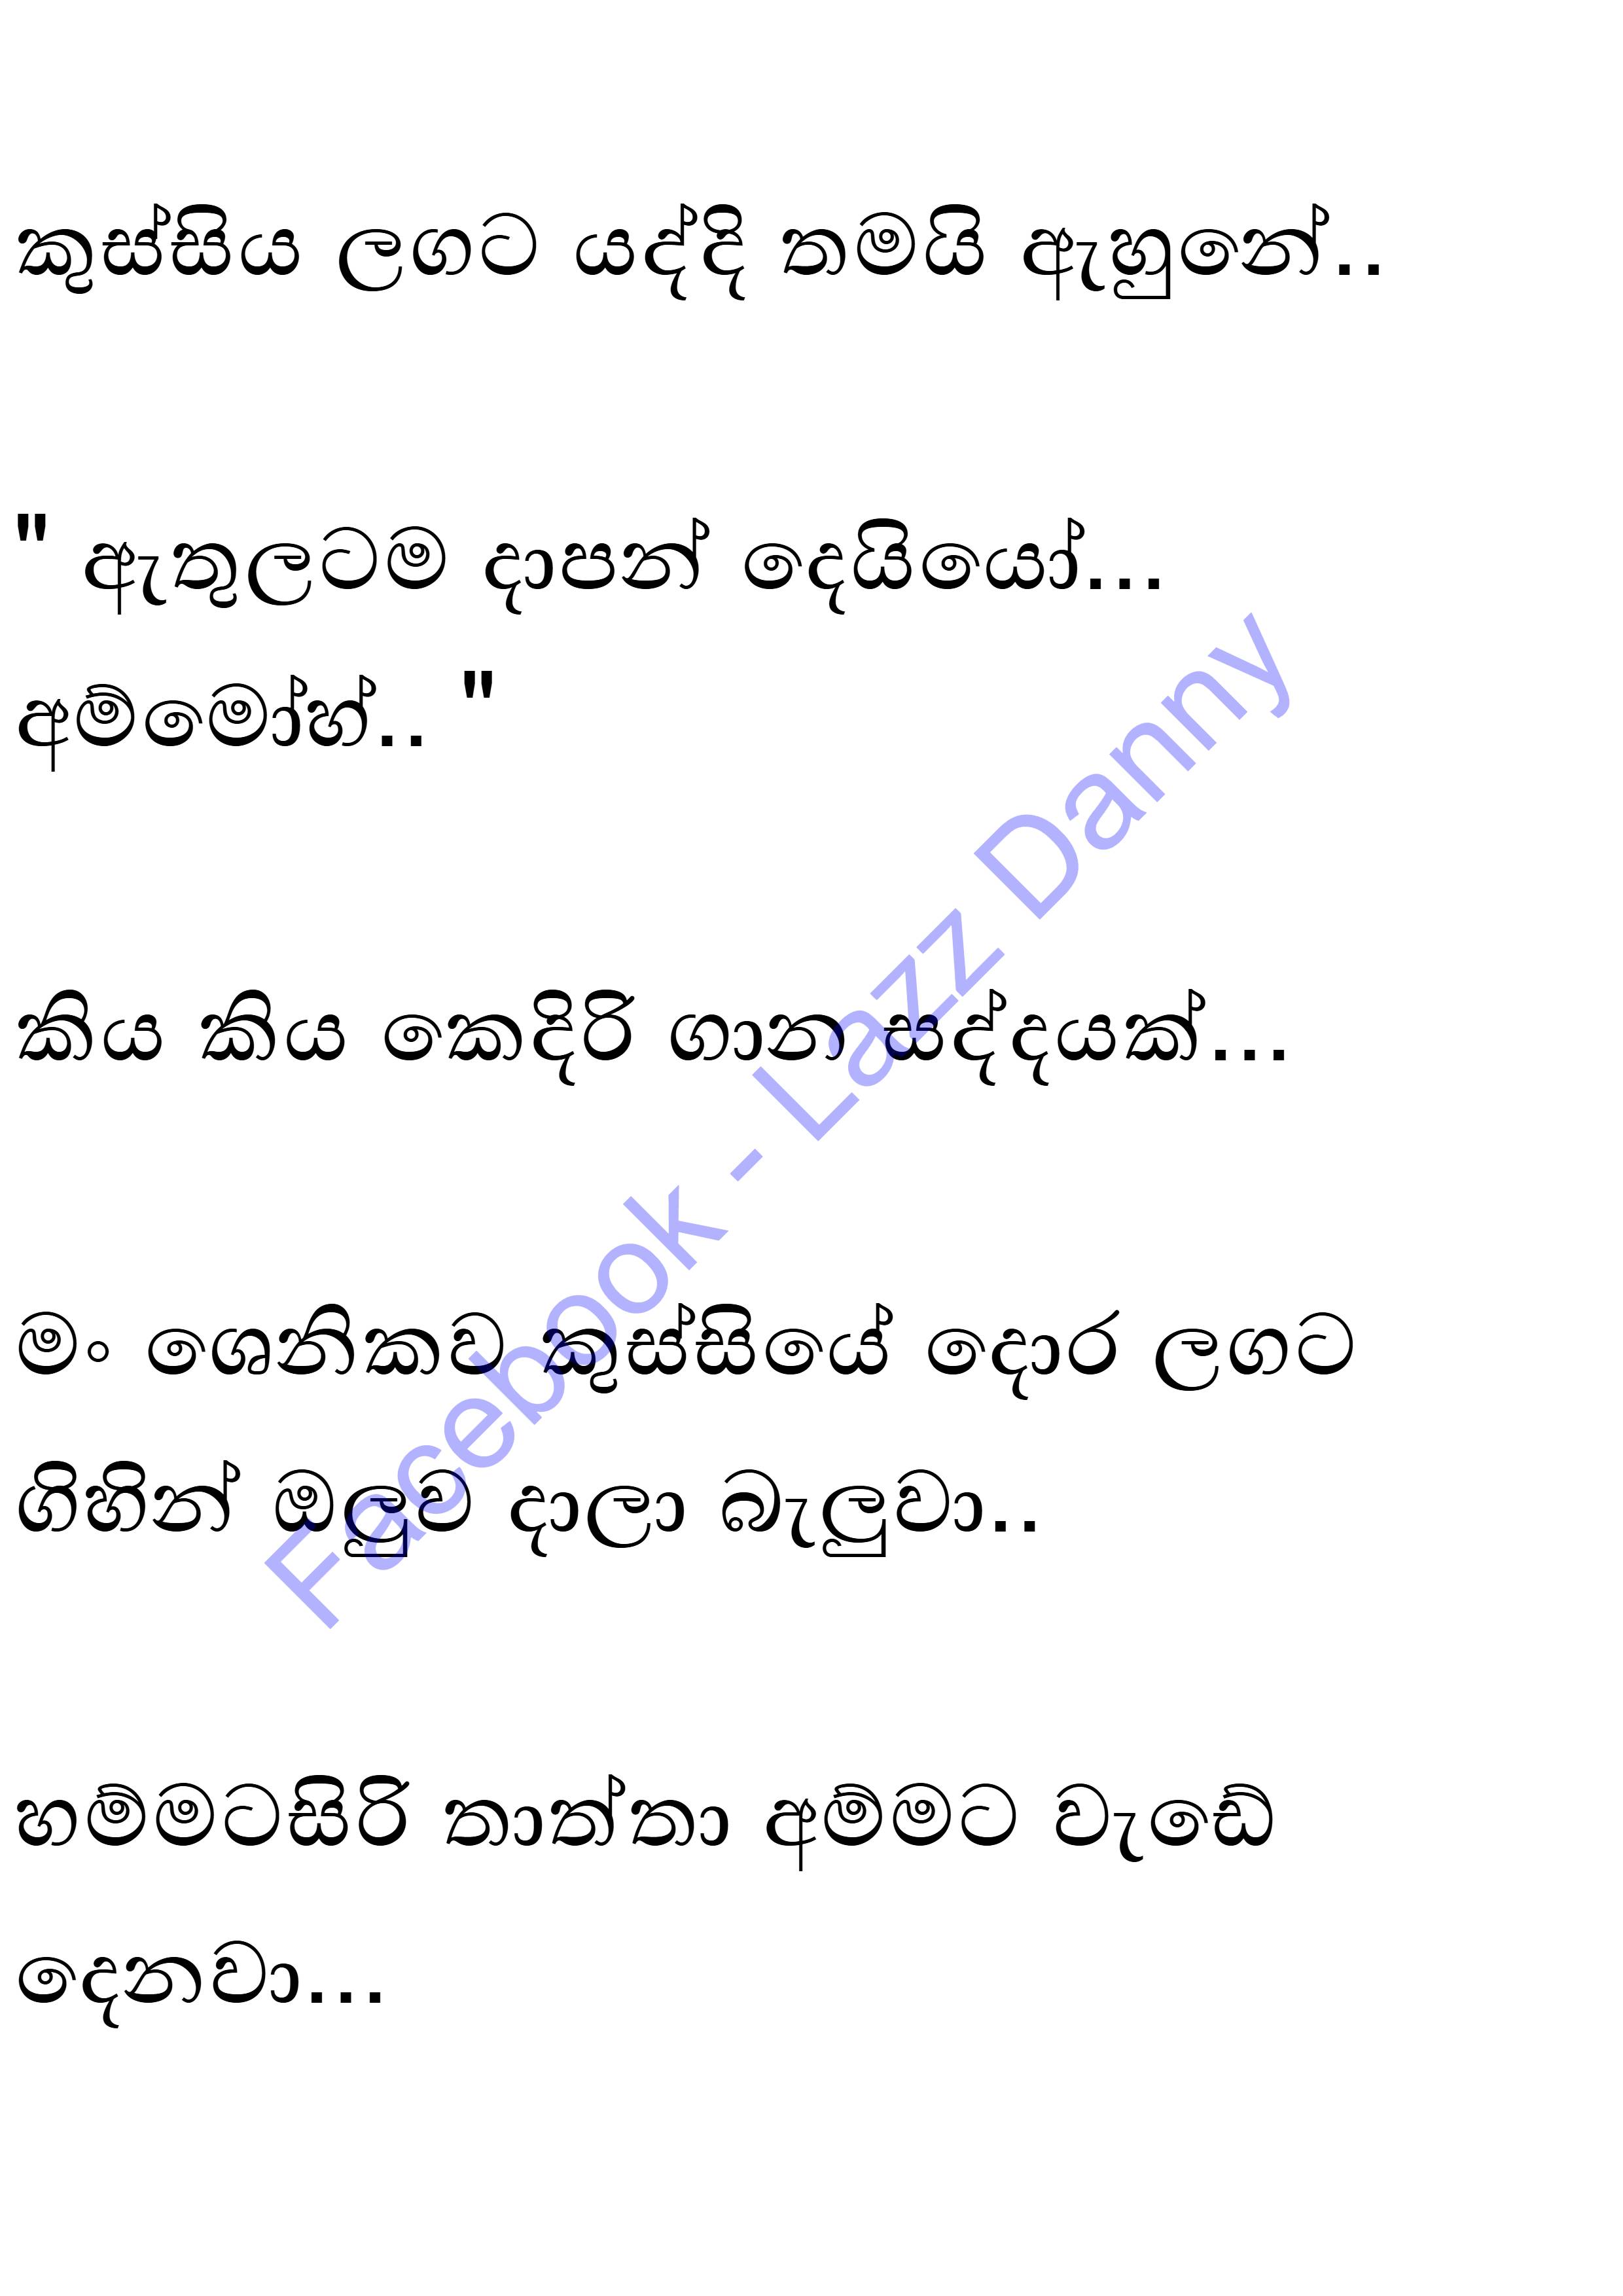 කුස්සිය ලගට යද්දි තමයි ඇහුනේ..
" ඇතුලටම දාපන් දෙයියෝ...
අම්මෝහ්.. "
කිය කිය කෙදිරි ගාන සද්දයක්...
මං ශෙතිකව කුස්සියේ දොර ලගට
ගිහින් ඔලුව දාලා බැලුවා..
හම්මටසිරි තාත්තා අම්මට වැඩේ
දෙනවා...
Facebook - Lazz Danny